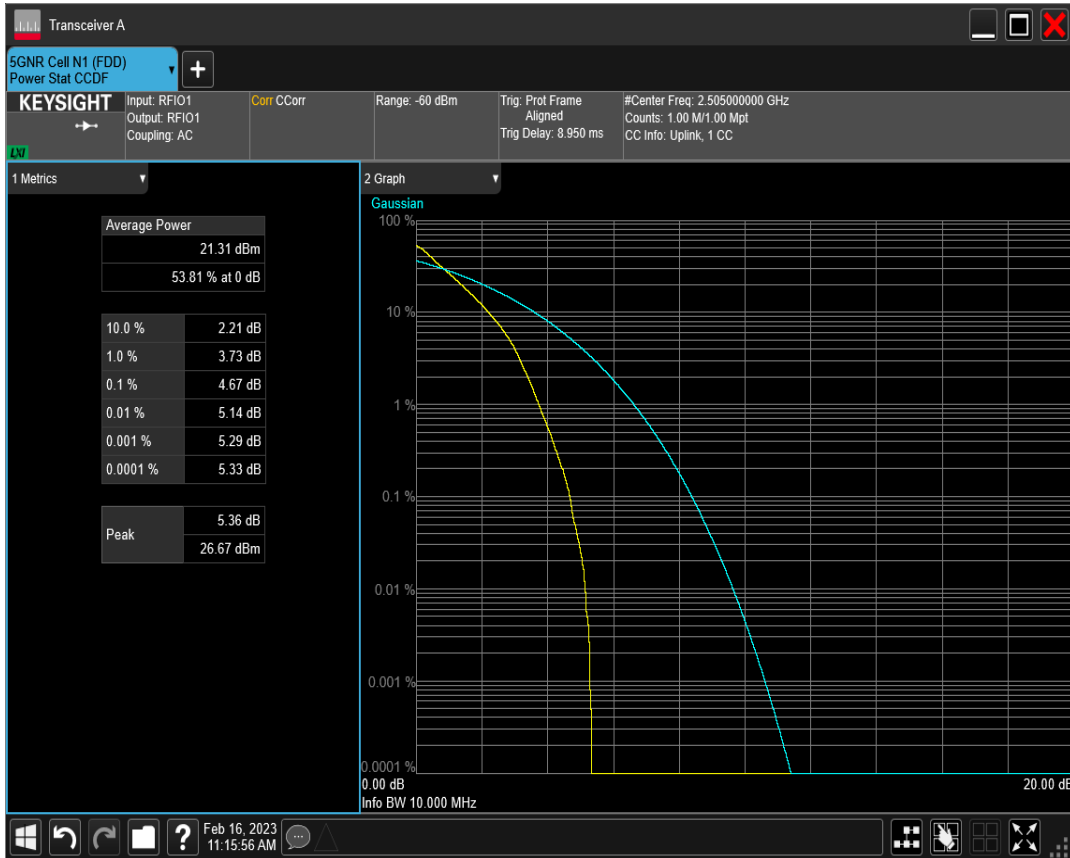 Transceiver A
5GNR Cell N1 (FDD)
Power Stat CCDF
+
KEYSIGHT
LXI
Input: RFIO1
Output: RFIO1
Coupling: AC
Corr CCorr
Range: -60 dBm
Trig: Prot Frame
Aligned
Trig Delay: 8.950 ms
#Center Freq: 2.505000000 GHz
Counts: 1.00 M/1.00 Mpt
CC Info: Uplink, 1 CC
1 Metrics
Average Power
21.31 dBm
53.81 % at 0 dB
10.0 % 2.21 dB
1.0 % 3.73 dB
0.1 % 4.67 dB
0.01 % 5.14 dB
0.001 % 5.29 dB
0.0001 % 5.33 dB
Peak
5.36 dB
26.67 dBm
2 Graph
Gaussian
100 %
10 %
1 %
0.1 %
0.01 %
0.001 %
0.0001 %
0.00 dB
20.00 dB
Info BW 10.000 MHz
?
Feb 16, 2023
11:15:56 AM